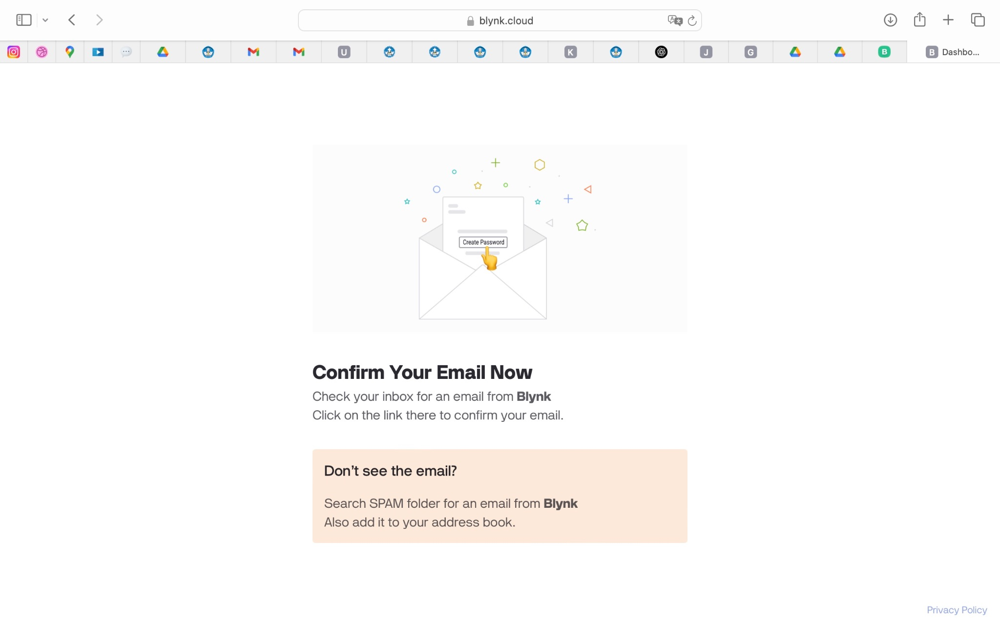 blynk.cloud
U
K
J
G
B
B Dashbo...
Create Password
Confirm Your Email Now
Check your inbox for an email from Blynk
Click on the link there to confirm your email.
Don’t see the email?
Search SPAM folder for an email from Blynk
Also add it to your address book.
Privacy Policy